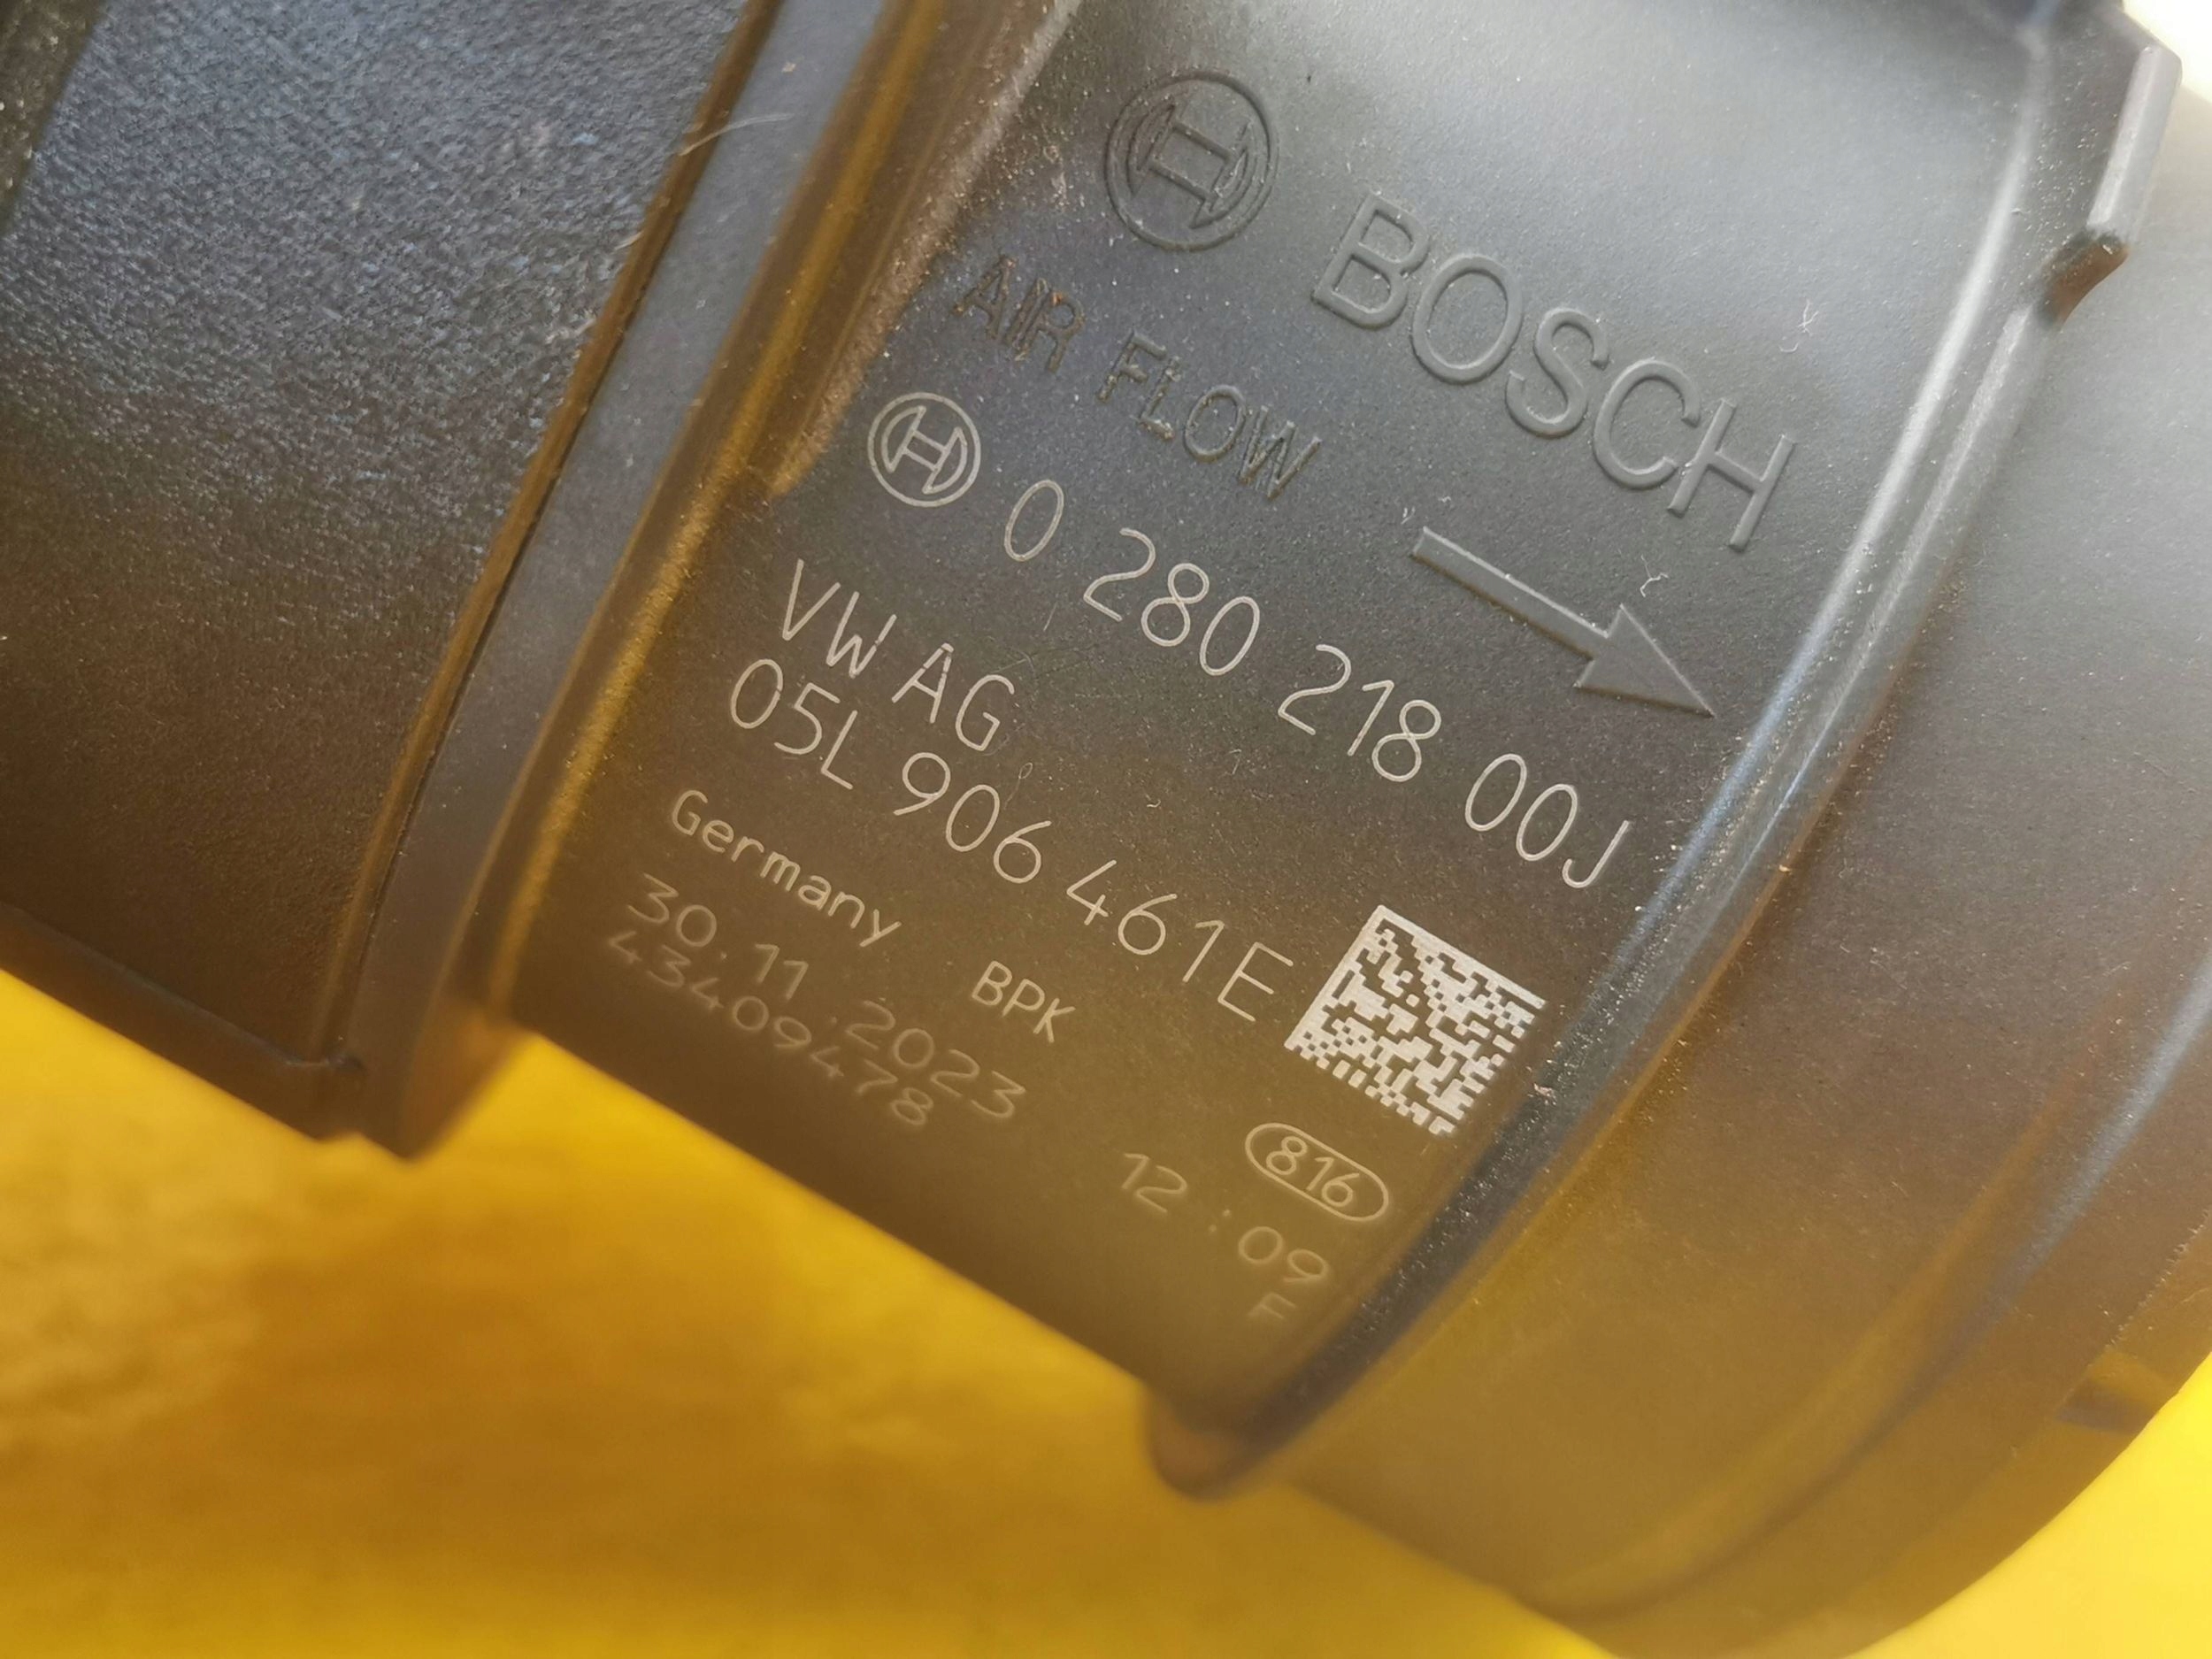 BOSCH
AIR FLOW
0 280 218 00J
VW AG
05L 906 461E
Germany BPK
816
30.11.2023 12:09
43409478 F